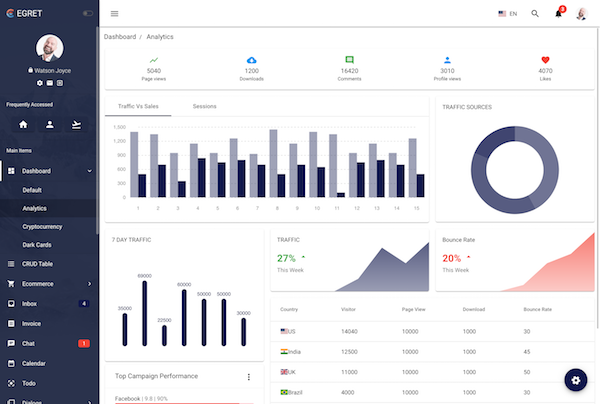 EGRET
Watson Joyce
Frequently Accessed
Main Items
Dashboard
Default
Analytics
Cryptocurrency
Dark Cards
CRUD Table
Ecommerce
Inbox 4
Invoice
Chat 1
Calendar
Todo
Dialogs
EN 3
Dashboard / Analytics
5040 1200 16420 3010 4070
Page views Downloads Comments Profile views Likes
Traffic Vs Sales Sessions
1,500
1,200
900
600
300
0
1 2 3 4 5 6 7 8 9 10 11 12 13 14 15
TRAFFIC SOURCES
7 DAY TRAFFIC
35000 69000 22500 60000 50000 50000 30000
TRAFFIC
27%
This Week
Bounce Rate
20%
This Week
Country Visitor Page View Download Bounce Rate
US 14040 10000 1000 30
India 12500 10000 1000 45
UK 11000 10000 1000 50
Brazil 4000 10000 1000 30
Top Campaign Performance
Facebook | 9.8 | 90%